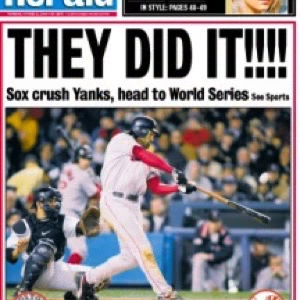 Herald
IN STYLE: PAGES 48-49
THEY DID IT!!!!
Sox crush Yanks, head to World Series See Sports